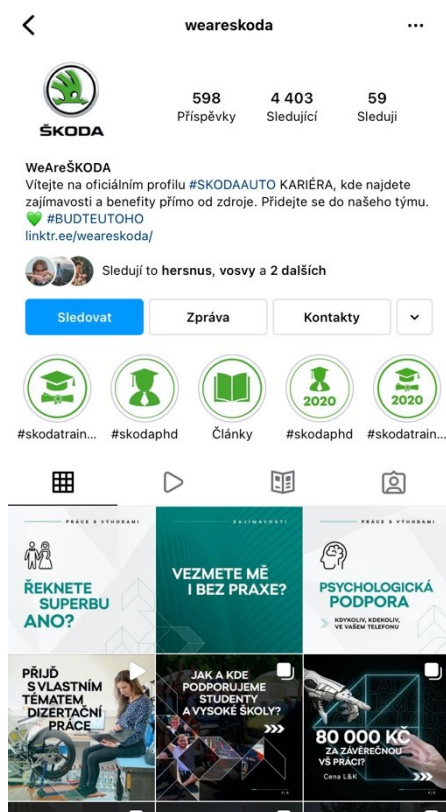 weareskoda
ŠKODA
598
4 403
59
Příspěvky
Sledující
Sleduji
WeAreŠKODA
Vítejte na oficiálním profilu #SKODAAUTO KARIÉRA, kde najdete
zajímavosti a benefity přímo od zdroje. Přidejte se do našeho týmu.
💚 #BUDTEUTOHO
linktr.ee/weareskoda/
Sledují to hersnus, vosvy a 2 dalších
Sledovat
Zpráva
Kontakty
2020
2020
#skodatrain...
#skodaphd
Články
#skodaphd
#skodatrain...
PRÁCE S VÝHODAMI
ŘEKNETE
SUPERBU
ANO?
ZAJÍMAVOSTI
VEZMETE MĚ
I BEZ PRAXE?
PRÁCE S VÝHODAMI
PSYCHOLOGICKÁ
PODPORA
KDYKOLIV, KDEKOLIV,
VE VAŠEM TELEFONU
PŘIJĎ
S VLASTNÍM
TÉMATEM
DIZERTAČNÍ
PRÁCE
JAK A KDE
PODPORUJEME
STUDENTY
A VYSOKÉ ŠKOLY?
80 000 KČ
ZA ZÁVĚREČNOU
VŠ PRÁCI?
Cena L&K